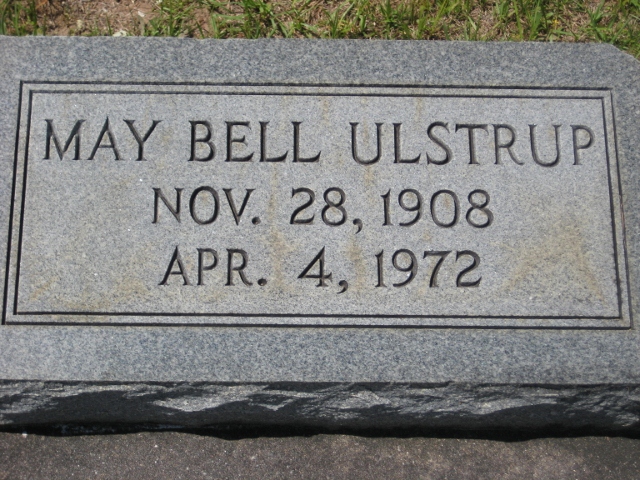 MAY BELL ULSTRUP
NOV. 28, 1908
APR. 4, 1972